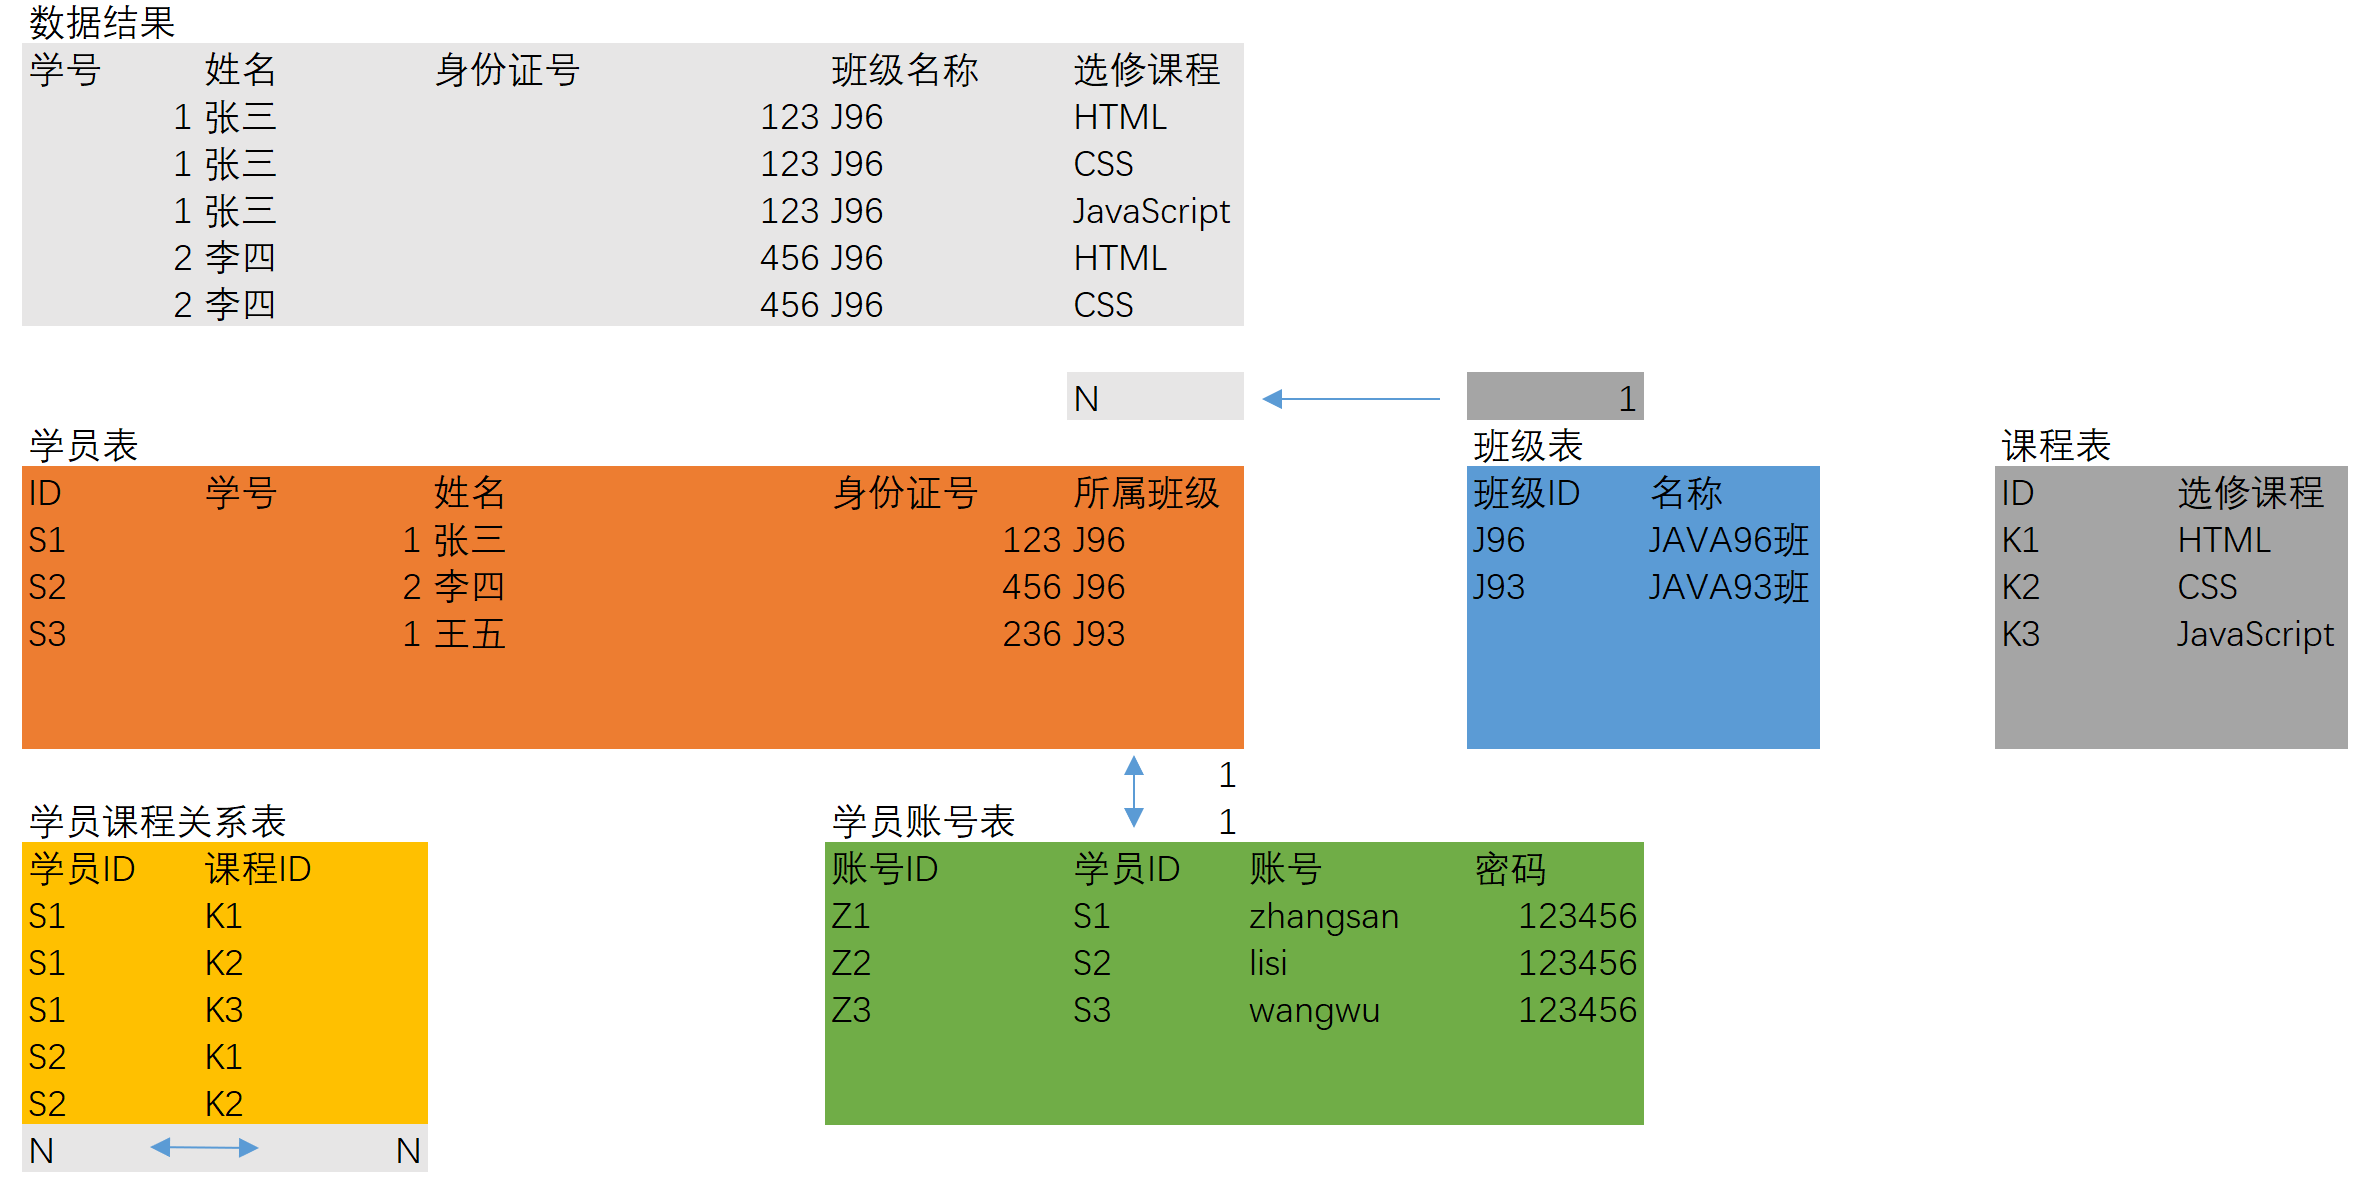 数据结果
学号 姓名 身份证号 班级名称 选修课程
1 张三 123 J96 HTML
1 张三 123 J96 CSS
1 张三 123 J96 JavaScript
2 李四 456 J96 HTML
2 李四 456 J96 CSS
N 1
学员表
ID 学号 姓名 身份证号 所属班级
S1 1 张三 123 J96
S2 2 李四 456 J96
S3 1 王五 236 J93
班级表
班级ID 名称
J96 JAVA96班
J93 JAVA93班
课程表
ID 选修课程
K1 HTML
K2 CSS
K3 JavaScript
1
1
学员课程关系表
学员ID 课程ID
S1 K1
S1 K2
S1 K3
S2 K1
S2 K2
N N
学员账号表
账号ID 学员ID 账号 密码
Z1 S1 zhangsan 123456
Z2 S2 lisi 123456
Z3 S3 wangwu 123456